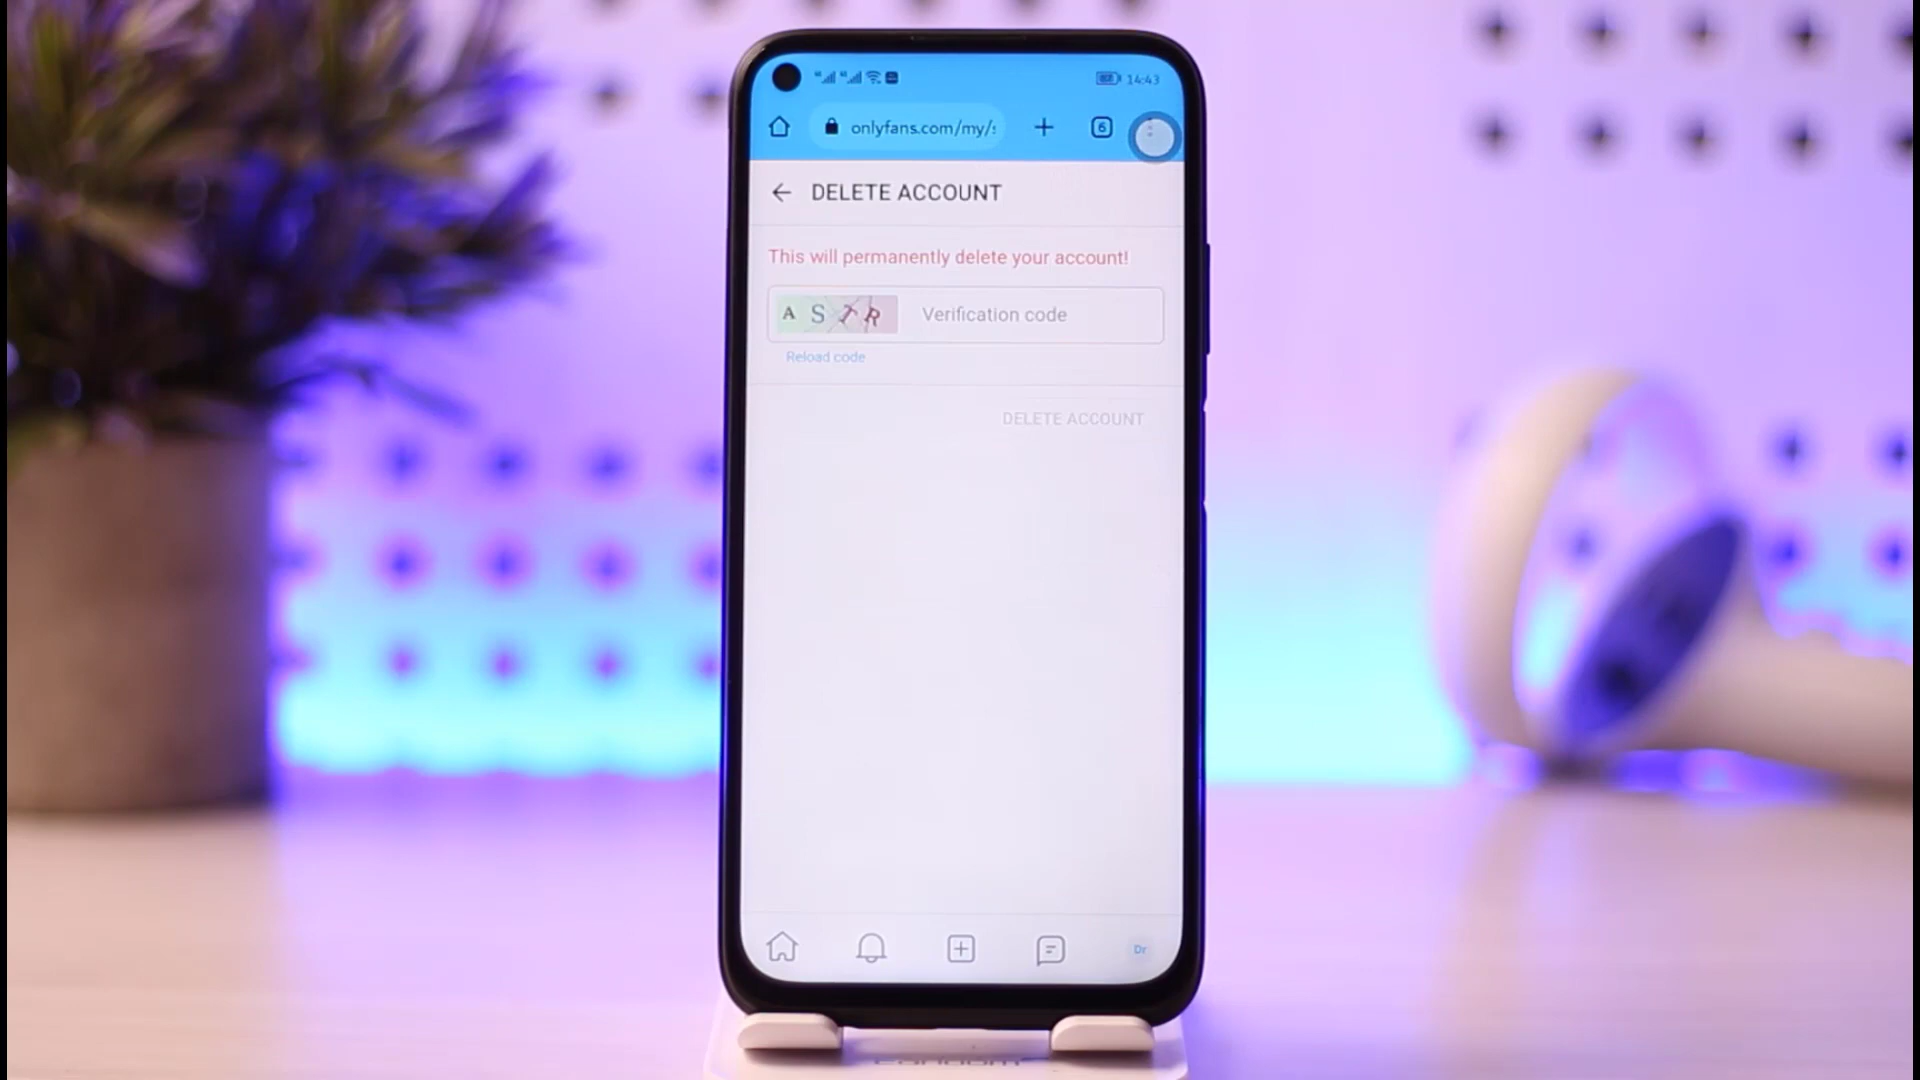 14:43
onlyfans.com/my/s
6
DELETE ACCOUNT
This will permanently delete your account!
A S T R Verification code
Reload code
DELETE ACCOUNT
Dr